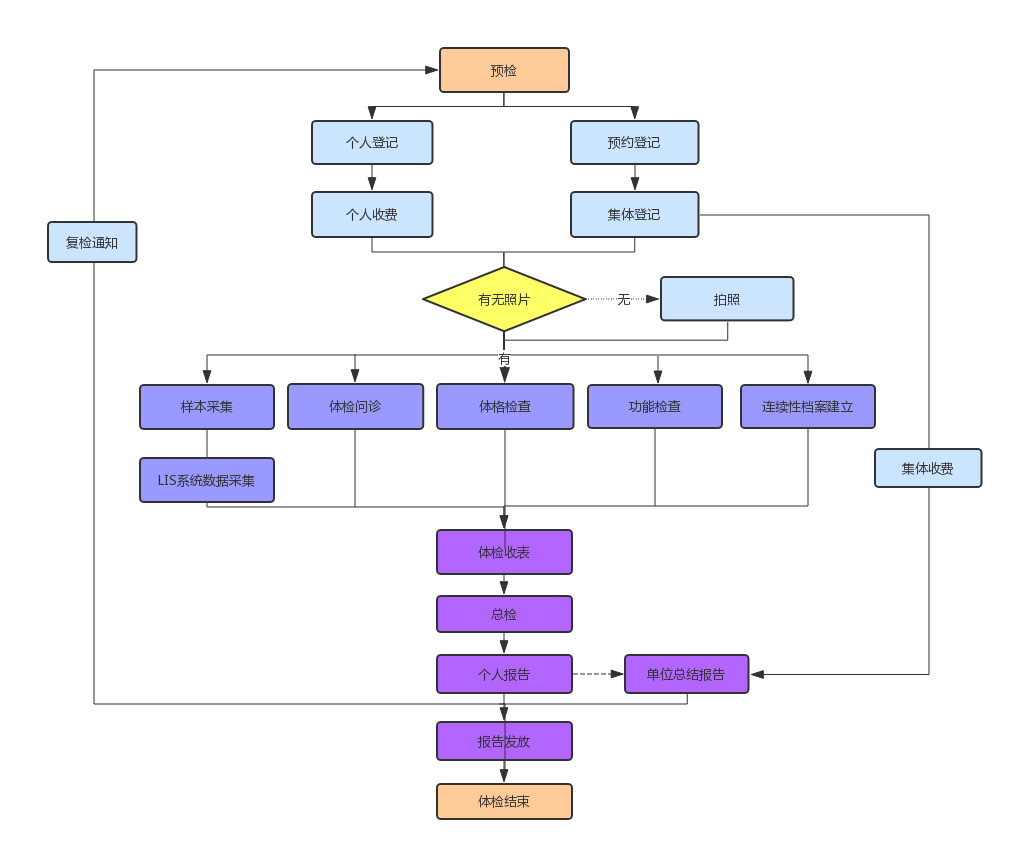 预检
个人登记
预约登记
个人收费
集体登记
复检通知
有无照片
无
拍照
有
样本采集
体检问诊
体格检查
功能检查
连续性档案建立
LIS系统数据采集
集体收费
体检收表
总检
个人报告
单位总结报告
报告发放
体检结束